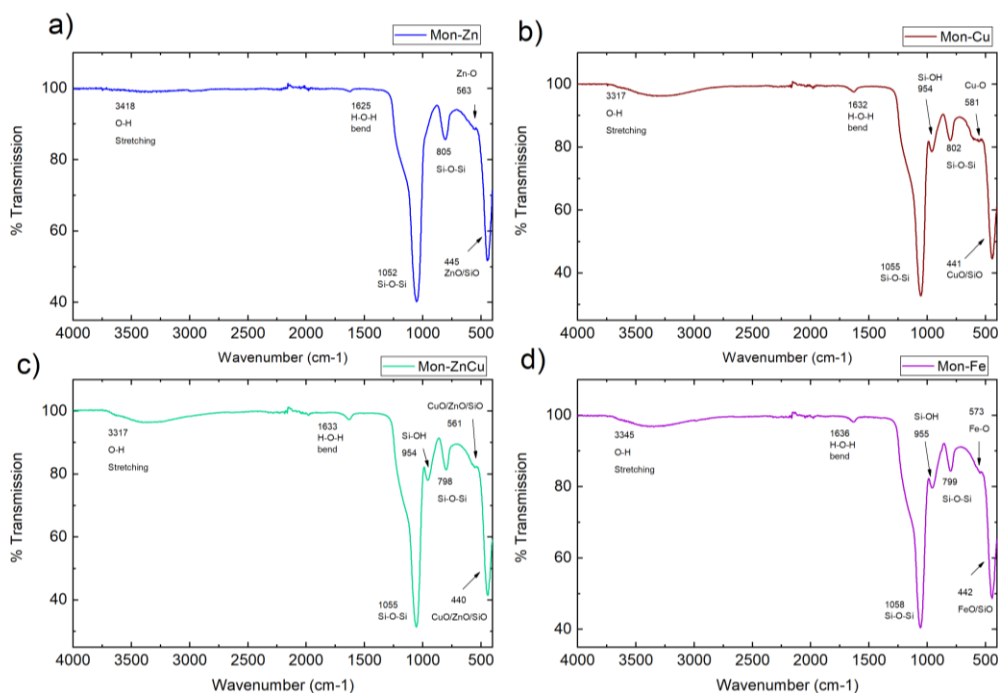 a)
Mon-Zn
% Transmission
100
80
60
40
3418
O-H
Stretching
1625
H-O-H
bend
Zn-O
563
805
Si-O-Si
1052
Si-O-Si
445
ZnO/SiO
4000 3500 3000 2500 2000 1500 1000 500
Wavenumber (cm-1)
b)
Mon-Cu
% Transmission
100
80
60
40
3317
O-H
Stretching
1632
H-O-H
bend
Si-OH
954
Cu-O
581
802
Si-O-Si
1055
Si-O-Si
441
CuO/SiO
4000 3500 3000 2500 2000 1500 1000 500
Wavenumber (cm-1)
c)
Mon-ZnCu
% Transmission
100
80
60
40
3317
O-H
Stretching
1633
H-O-H
bend
Si-OH
954
CuO/ZnO/SiO
561
798
Si-O-Si
1055
Si-O-Si
440
CuO/ZnO/SiO
4000 3500 3000 2500 2000 1500 1000 500
Wavenumber (cm-1)
d)
Mon-Fe
% Transmission
100
80
60
40
3345
O-H
Stretching
1636
H-O-H
bend
Si-OH
955
573
Fe-O
799
Si-O-Si
1058
Si-O-Si
442
FeO/SiO
4000 3500 3000 2500 2000 1500 1000 500
Wavenumber (cm-1)